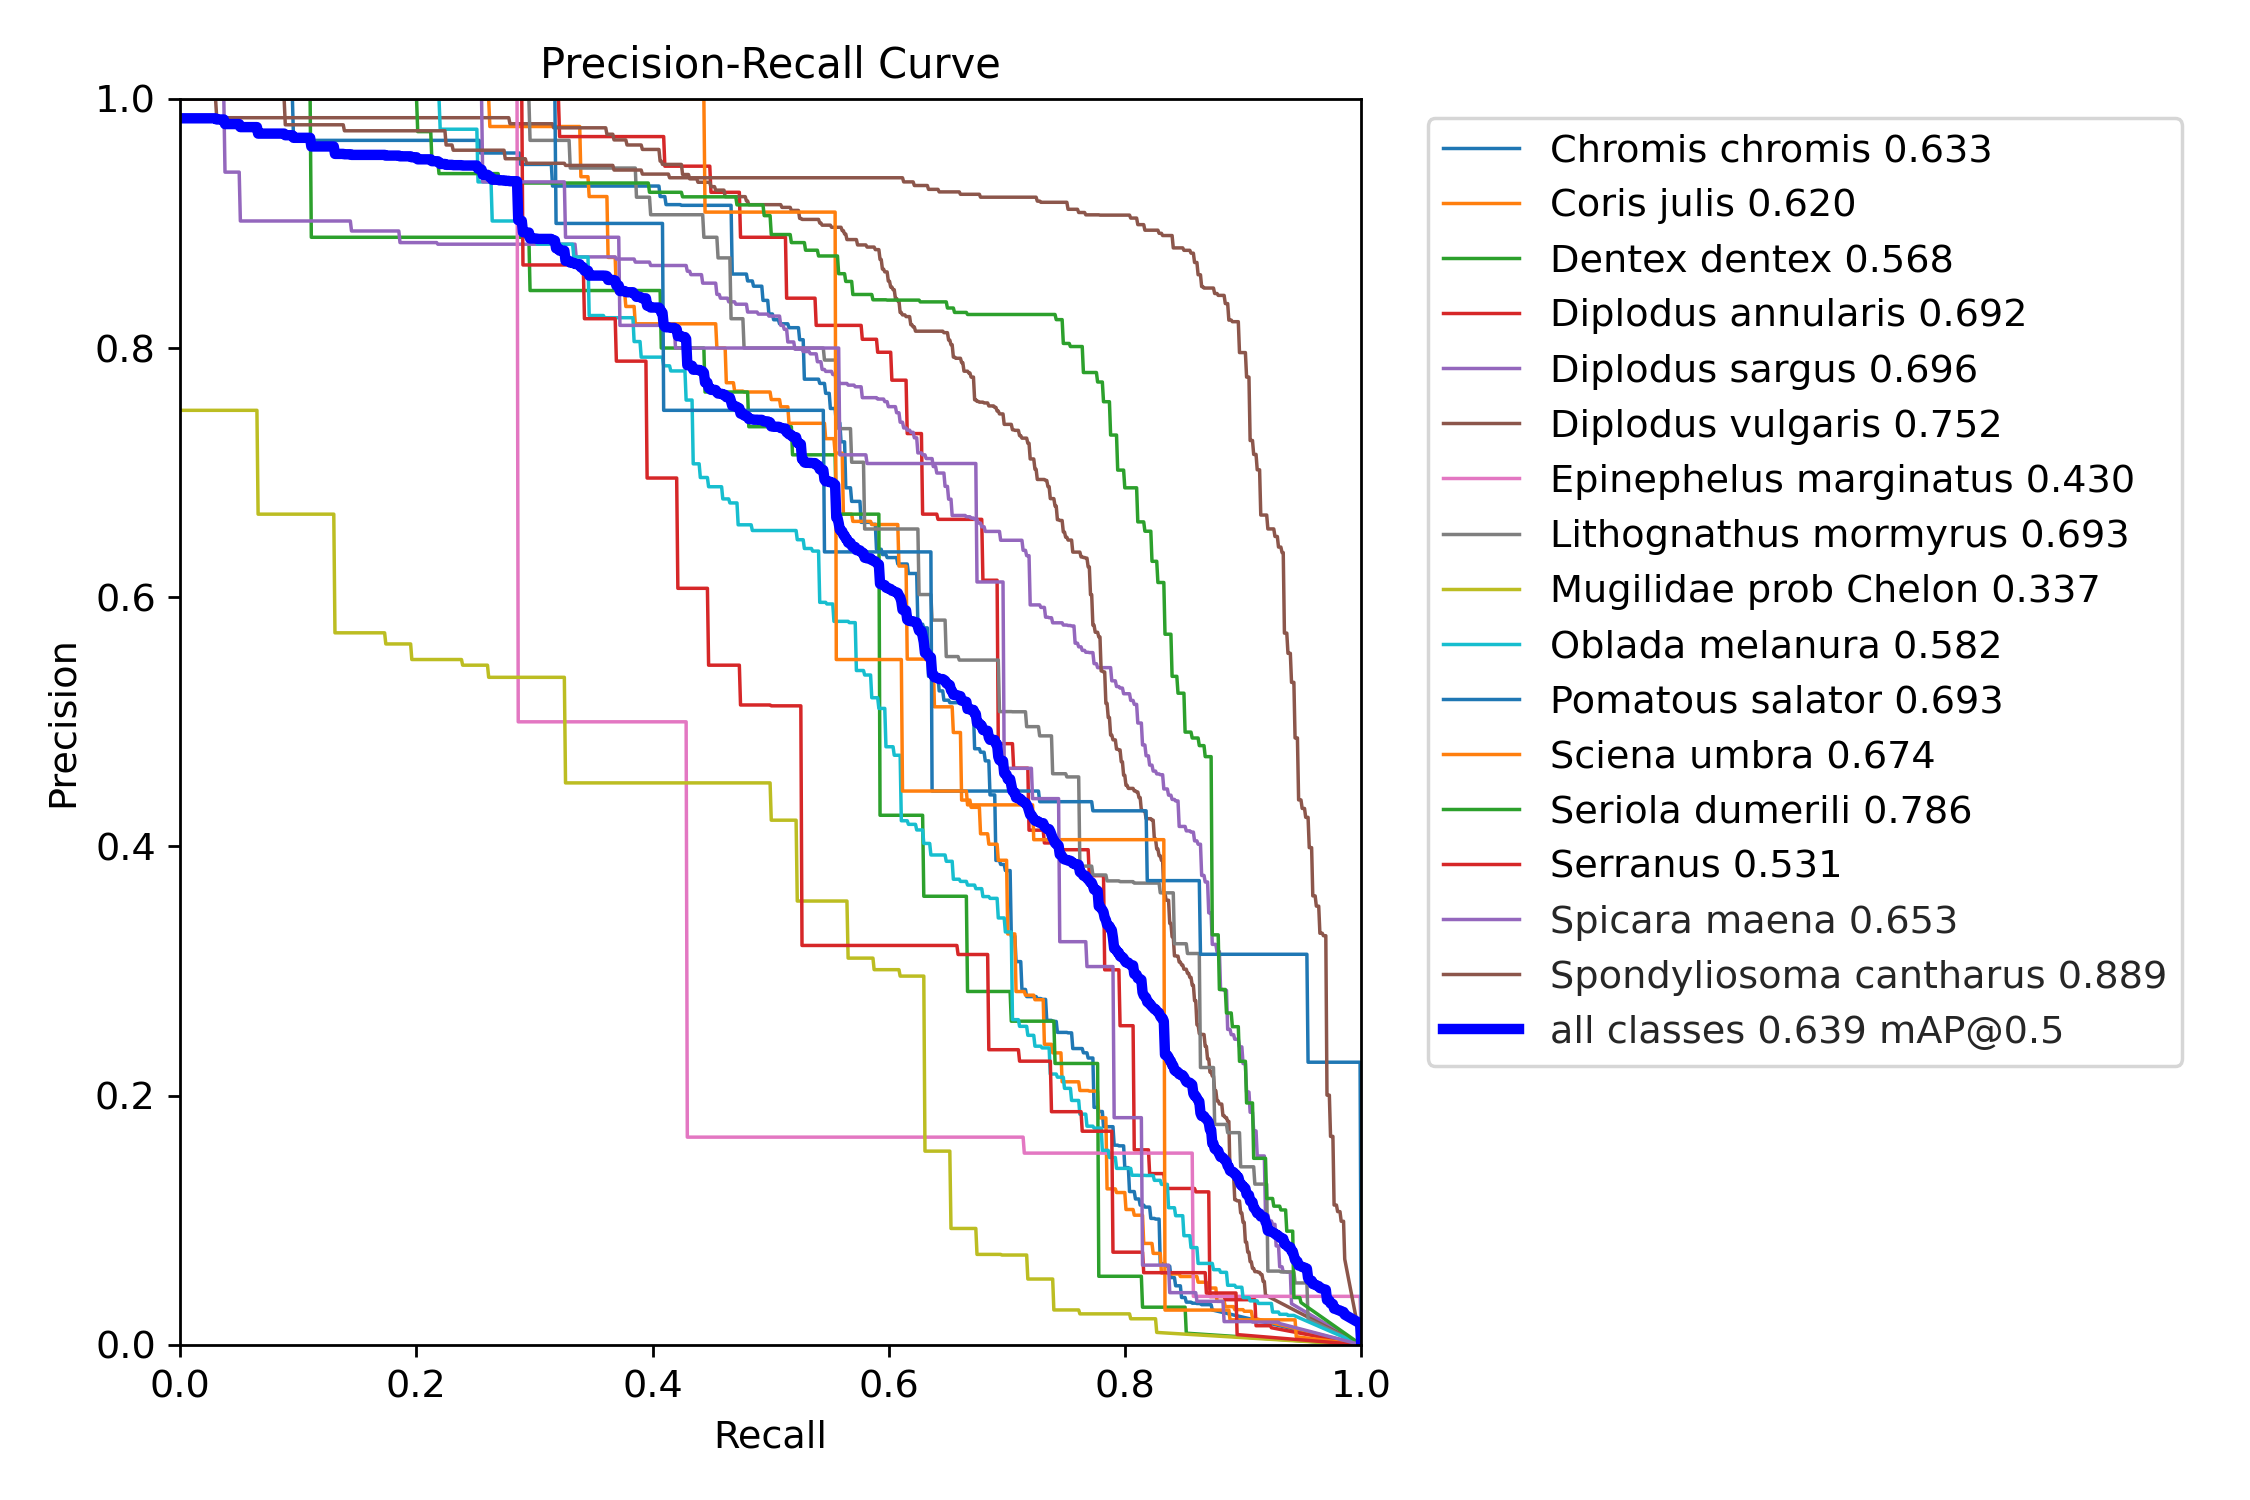 Precision-Recall Curve
1.0
0.8
0.6
0.4
0.2
0.0
Precision
0.0 0.2 0.4 0.6 0.8 1.0
Recall
Chromis chromis 0.633
Coris julis 0.620
Dentex dentex 0.568
Diplodus annularis 0.692
Diplodus sargus 0.696
Diplodus vulgaris 0.752
Epinephelus marginatus 0.430
Lithognathus mormyrus 0.693
Mugilidae prob Chelon 0.337
Oblada melanura 0.582
Pomatous salator 0.693
Sciena umbra 0.674
Seriola dumerili 0.786
Serranus 0.531
Spicara maena 0.653
Spondyliosoma cantharus 0.889
all classes 0.639 mAP@0.5